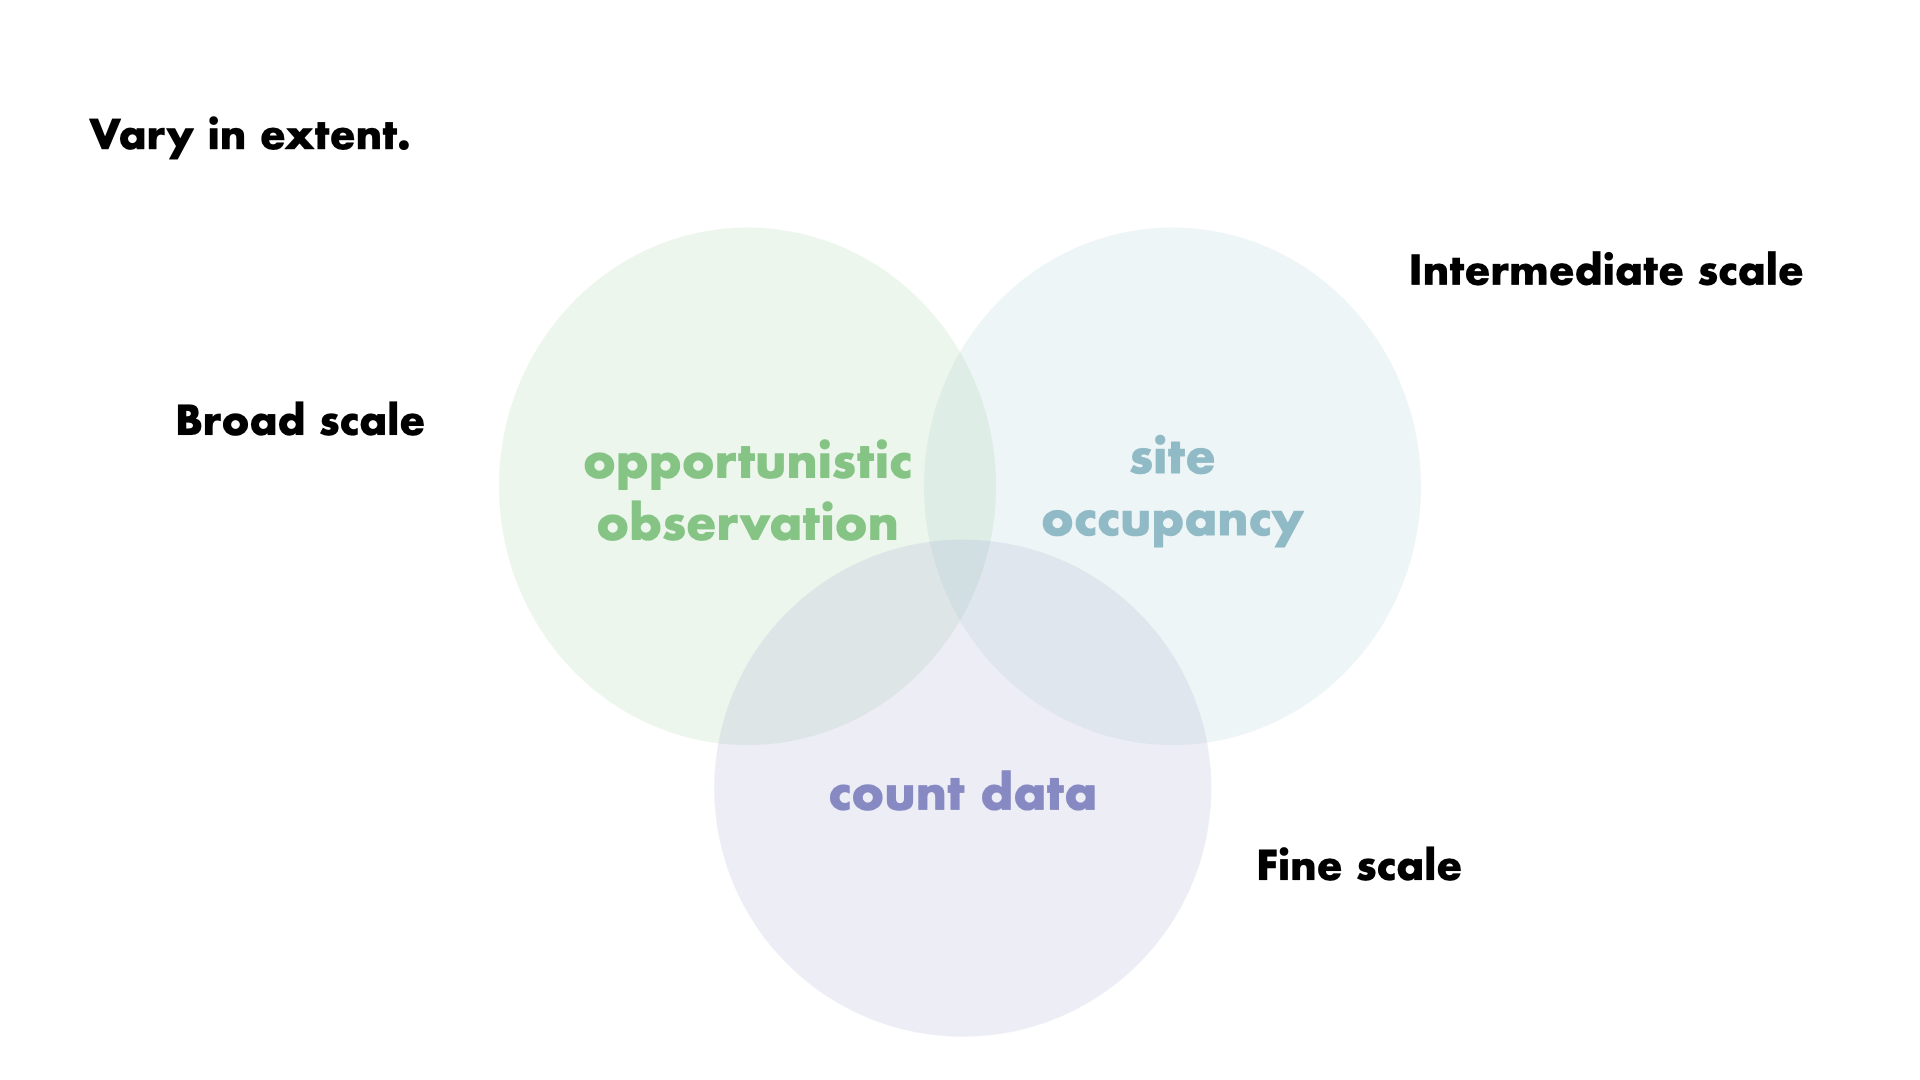 Vary in extent.
Intermediate scale
Broad scale
opportunistic
observation
site
occupancy
count data
Fine scale